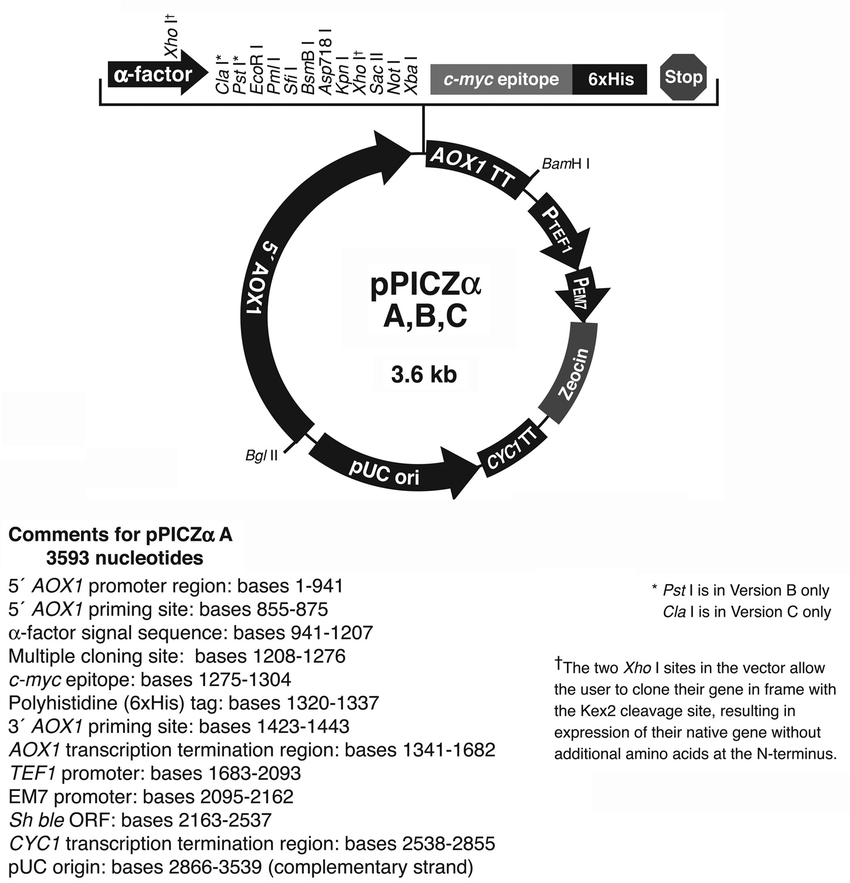 Xho I†
α-factor
Cla I*
Pst I*
EcoR I
Pml I
Sfi I
BsmB I
Asp718 I
Kpn I
Xho I†
Sac II
Not I
Xba I
c-myc epitope
6xHis
Stop
AOX1 TT
BamH I
PTEF1
PEM7
Zeocin
CYC1 TT
pUC ori
Bgl II
5´ AOX1
pPICZα
A,B,C
3.6 kb
Comments for pPICZα A
3593 nucleotides
5´ AOX1 promoter region: bases 1-941
5´ AOX1 priming site: bases 855-875
α-factor signal sequence: bases 941-1207
Multiple cloning site: bases 1208-1276
c-myc epitope: bases 1275-1304
Polyhistidine (6xHis) tag: bases 1320-1337
3´ AOX1 priming site: bases 1423-1443
AOX1 transcription termination region: bases 1341-1682
TEF1 promoter: bases 1683-2093
EM7 promoter: bases 2095-2162
Sh ble ORF: bases 2163-2537
CYC1 transcription termination region: bases 2538-2855
pUC origin: bases 2866-3539 (complementary strand)
* Pst I is in Version B only
Cla I is in Version C only
†The two Xho I sites in the vector allow
the user to clone their gene in frame with
the Kex2 cleavage site, resulting in
expression of their native gene without
additional amino acids at the N-terminus.